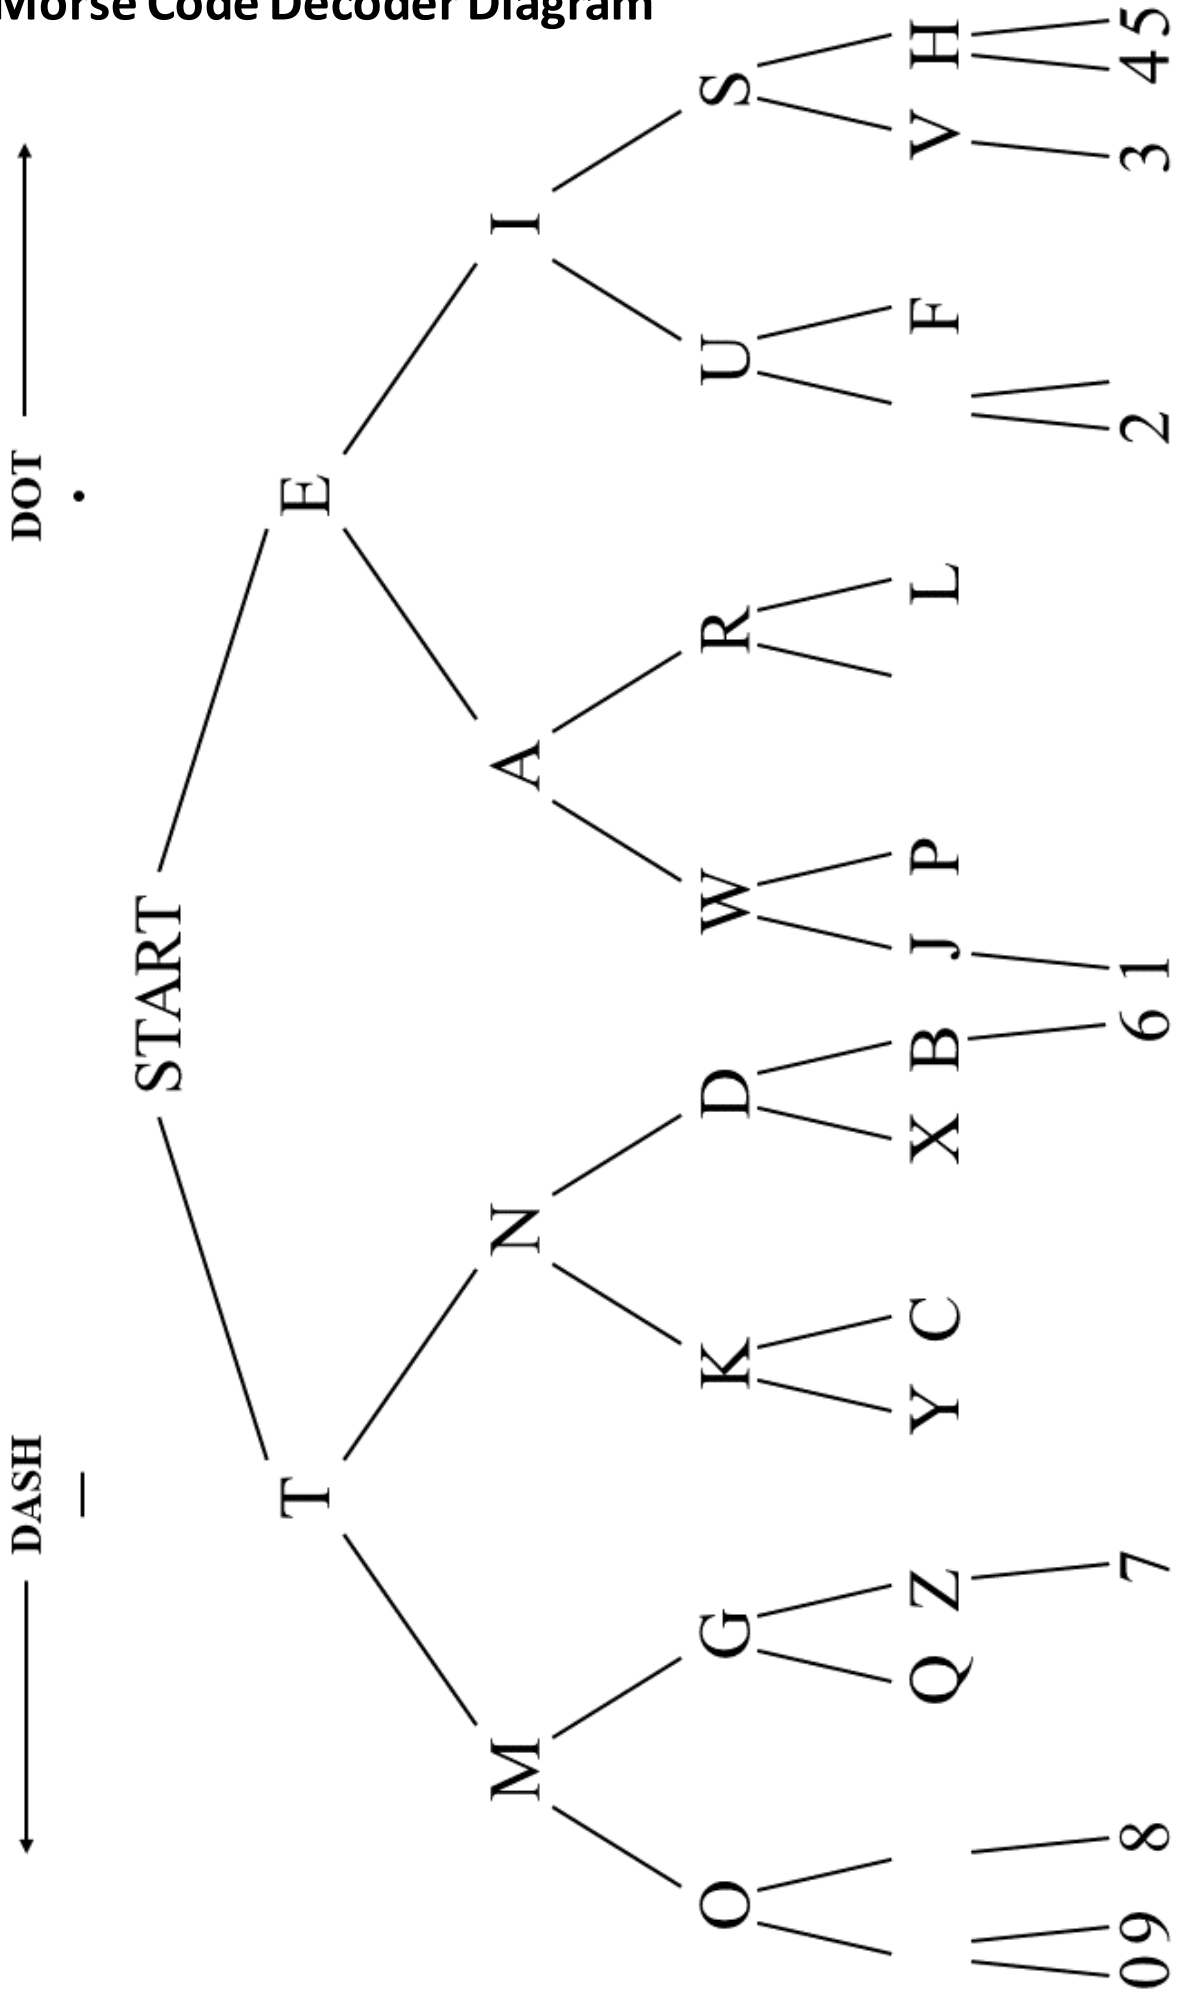 Morse Code Decoder Diagram
DASH DOT
— •
START
T E
M N A I
O G K D W R U S
Q Z Y C X B J P L F V H
0 9 8 7 6 1 2 3 4 5